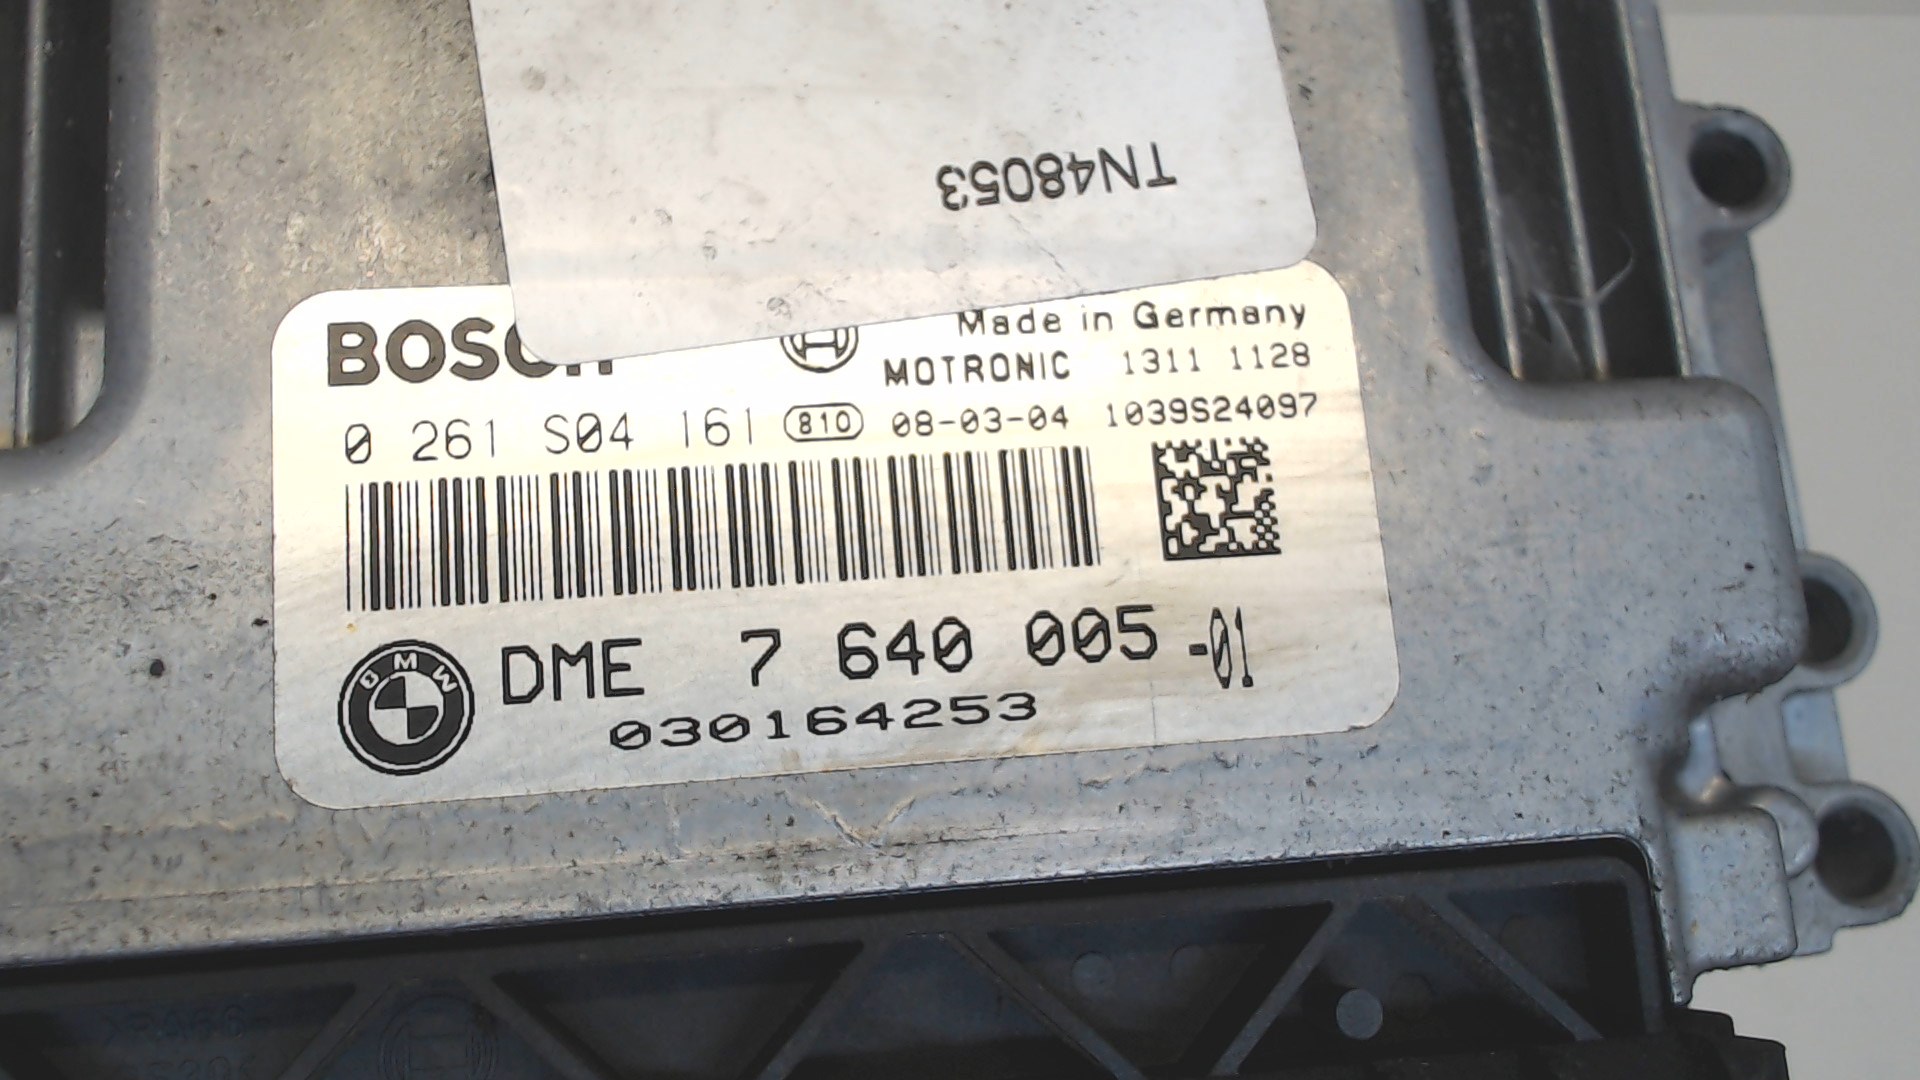 TN48053
BOSCH
Made in Germany
MOTRONIC 1311 1128
0 261 S04 161 810 08-03-04 1039S24097
BMW
DME 7 640 005 -01
030164253